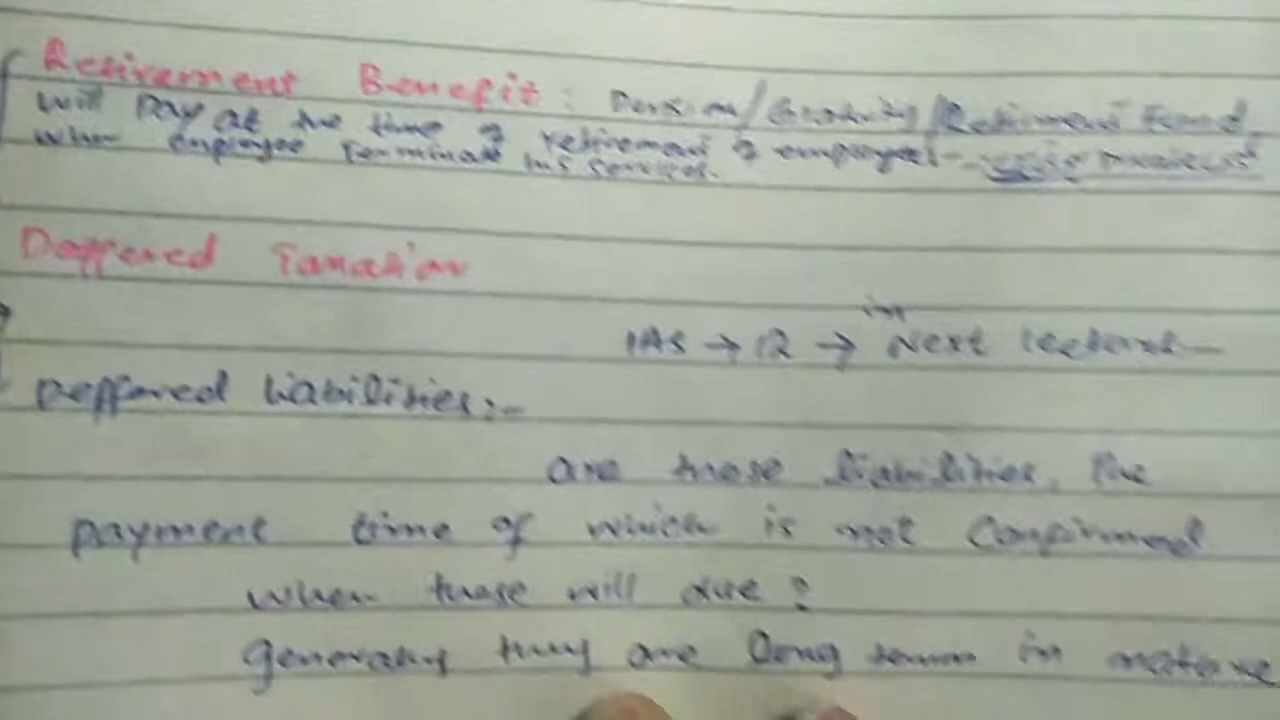 Retirement Benefit: Pension/Gratuity/Retirement Fund
will pay at the time of retirement of employee
when employee terminate his services.
Deffered Taxation
in
IAS → 12 → Next lecture
Deffered liabilities:-
are those liabilities, the
payment time of which is not confirmed
when these will due?
generally they are long term in nature